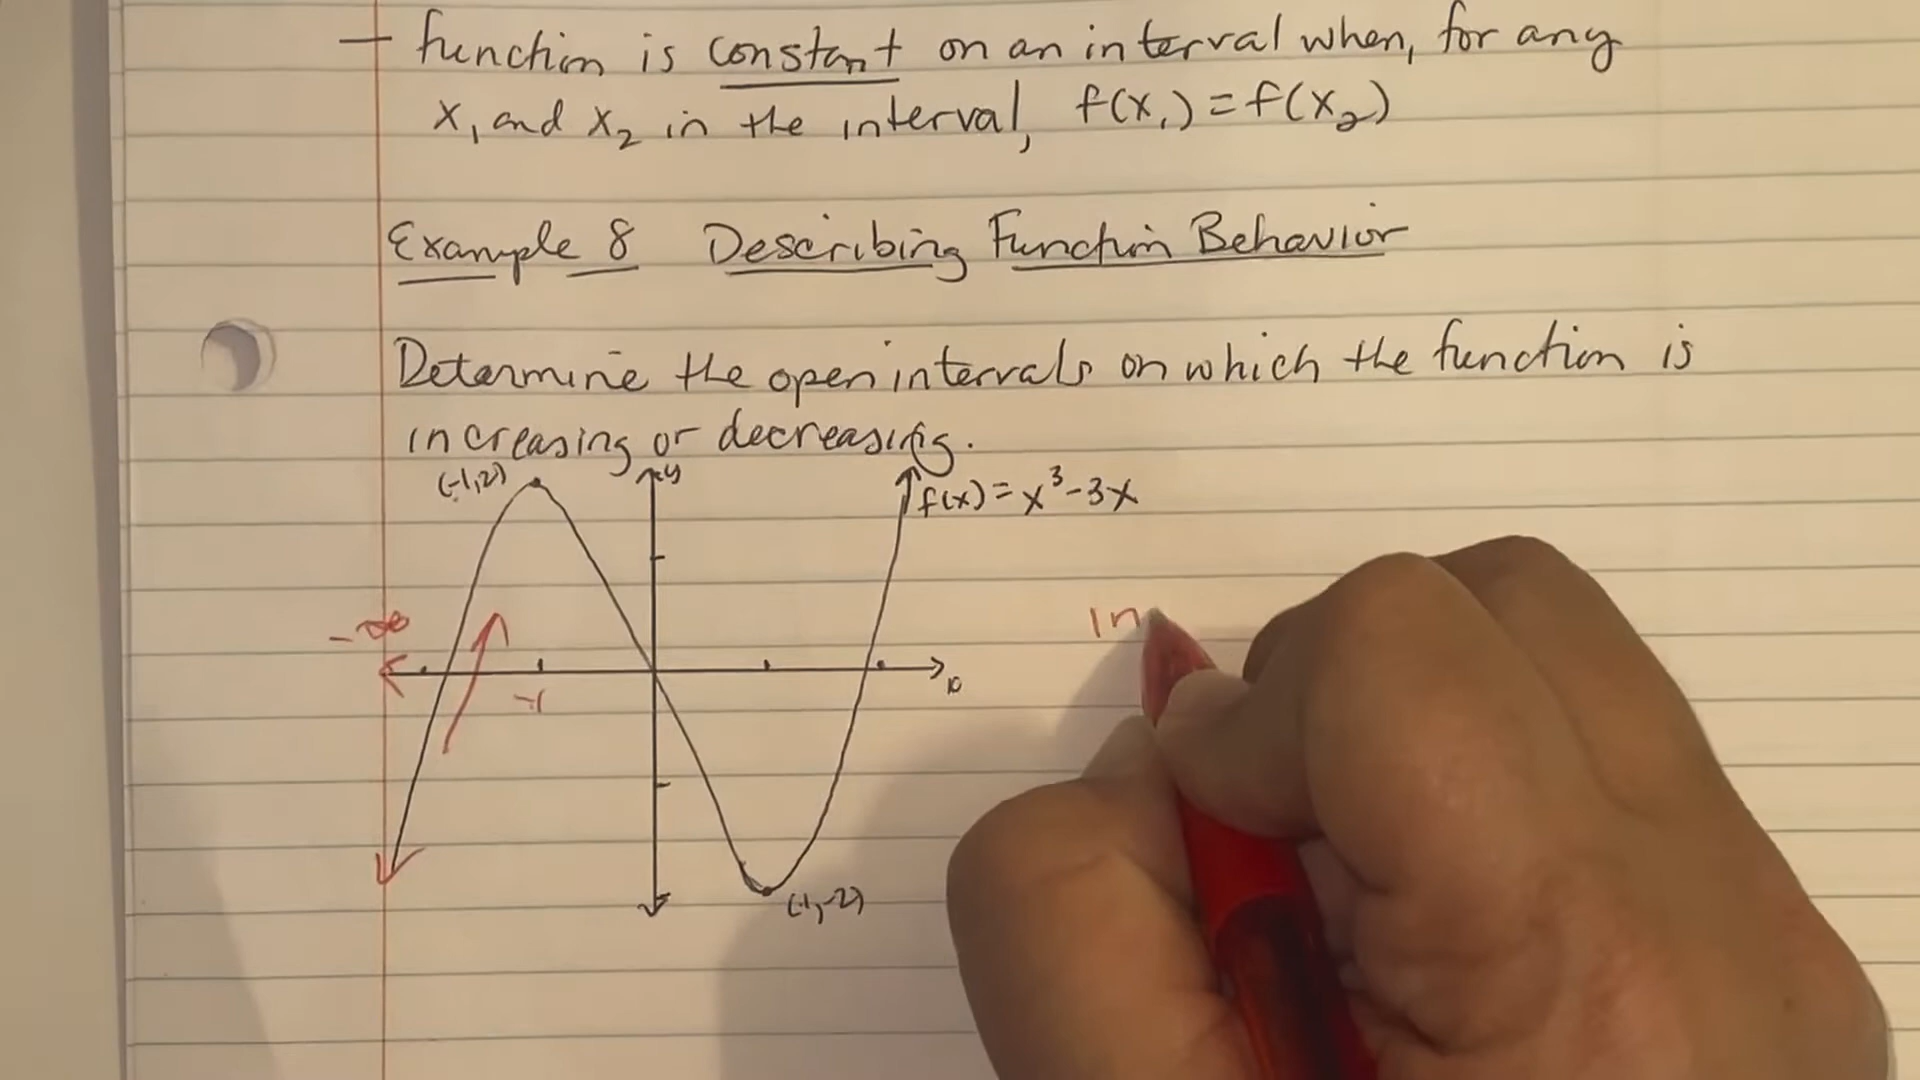 — function is constant on an interval when, for any
x₁ and x₂ in the interval, f(x₁) = f(x₂)
Example 8 Describing Function Behavior
Determine the open intervals on which the function is
increasing or decreasing.
(-1,2)
y
f(x) = x³-3x
In
-∞
-1
(-1,-2)